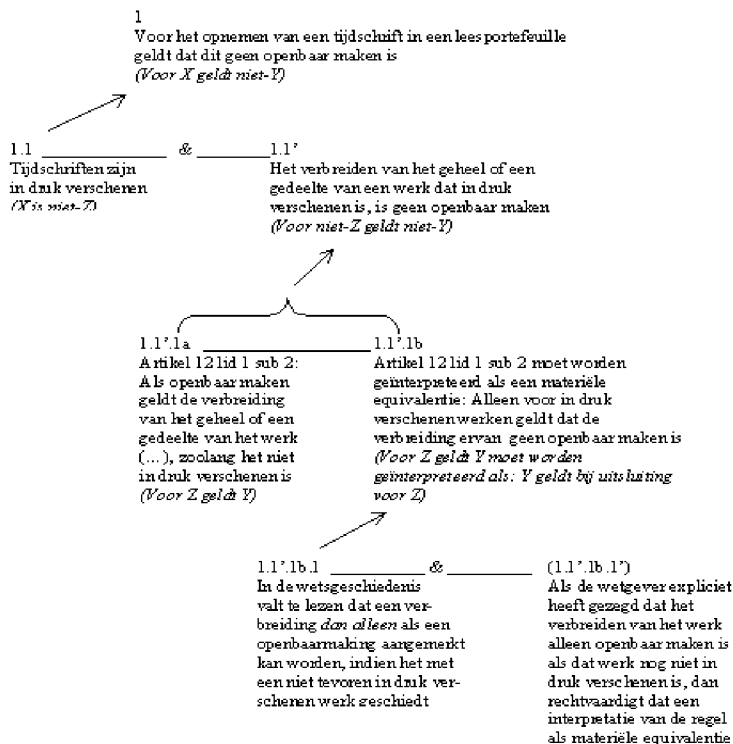 1
Voor het opnemen van een tijdschrift in een leesportefeuille
geldt dat dit geen openbaar maken is
(Voor X geldt niet-Y)
1.1 & 1.1'
Tijdschriften zijn
in druk verschenen
(X is niet-Z)
Het verbreiden van het geheel of een
gedeelte van een werk dat in druk
verschenen is, is geen openbaar maken
(Voor niet-Z geldt niet-Y)
1.1'.1a 1.1'.1b
Artikel 12 lid 1 sub 2:
Als openbaar maken
geldt de verbreiding
van het geheel of een
gedeelte van het werk
(…), zoolang het niet
in druk verschenen is
(Voor Z geldt Y)
Artikel 12 lid 1 sub 2 moet worden
geïnterpreteerd als een materiële
equivalentie: Alleen voor in druk
verschenen werken geldt dat de
verbreiding ervan geen openbaar maken is
(Voor Z geldt Y moet worden
geïnterpreteerd als: Y geldt bij uitsluiting
voor Z)
1.1'.1b.1 & (1.1'.1b.1')
In de wetsgeschiedenis
valt te lezen dat een ver-
breiding dan alleen als een
openbaarmaking aangemerkt
kan worden, indien het met
een niet tevoren in druk ver-
schenen werk geschiedt
Als de wetgever expliciet
heeft gezegd dat het
verbreiden van het werk
alleen openbaar maken is
als dat werk nog niet in
druk verschenen is, dan
rechtvaardigt dat een
interpretatie van de regel
als materiële equivalentie